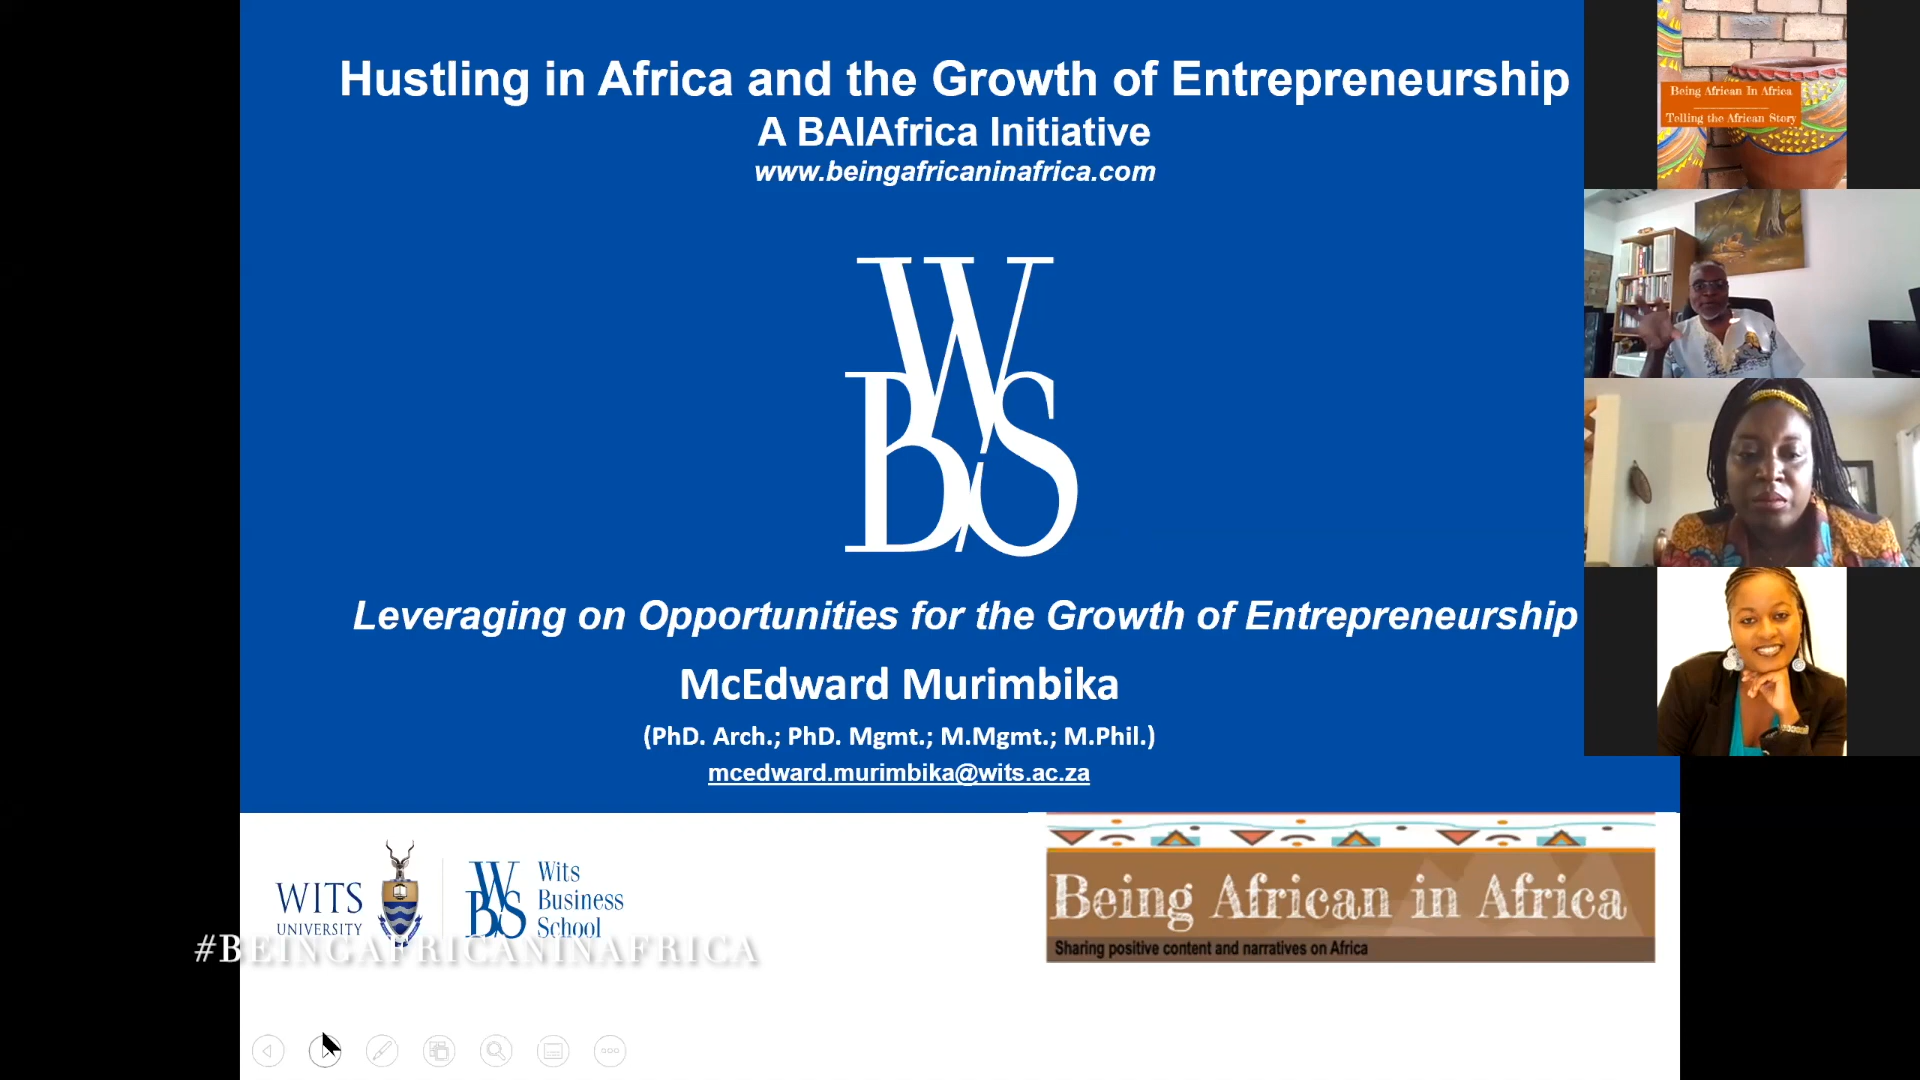 Hustling in Africa and the Growth of Entrepreneurship
A BAIAfrica Initiative
www.beingafricaninafrica.com
WBS
Leveraging on Opportunities for the Growth of Entrepreneurship
McEdward Murimbika
(PhD. Arch.; PhD. Mgmt.; M.Mgmt.; M.Phil.)
mcedward.murimbika@wits.ac.za
WITS
UNIVERSITY
WBS
Wits
Business
School
#BEINGAFRICANINAFRICA
Being African in Africa
Sharing positive content and narratives on Africa
Being African In Africa
Telling the African Story